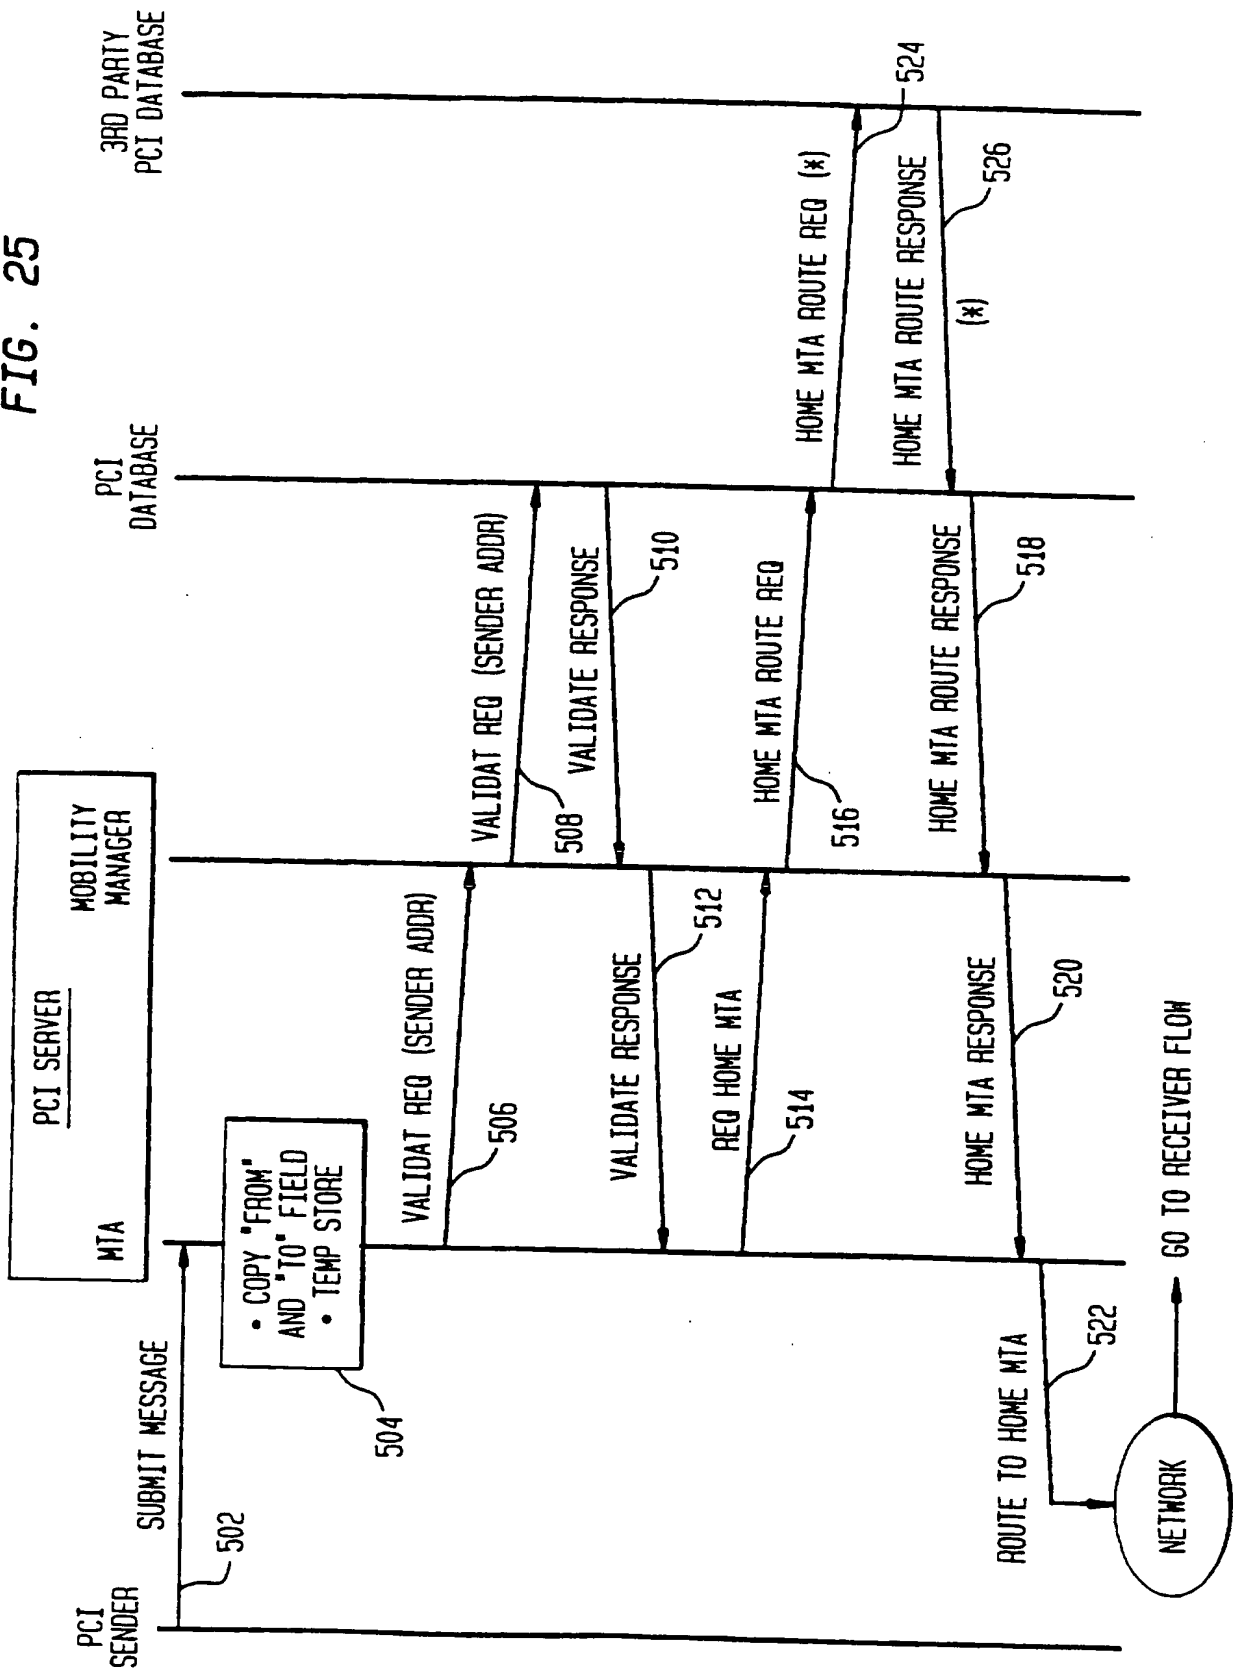 FIG. 25
PCI
SENDER
PCI SERVER
MTA
MOBILITY
MANAGER
PCI
DATABASE
3RD PARTY
PCI DATABASE
SUBMIT MESSAGE
502
• COPY "FROM"
AND "TO" FIELD
• TEMP STORE
504
VALIDAT REQ (SENDER ADDR)
506
VALIDAT REQ (SENDER ADDR)
508
VALIDATE RESPONSE
510
VALIDATE RESPONSE
512
REQ HOME MTA
514
HOME MTA ROUTE REQ
516
HOME MTA ROUTE REQ (*)
524
HOME MTA ROUTE RESPONSE
(*)
526
HOME MTA ROUTE RESPONSE
518
HOME MTA RESPONSE
520
ROUTE TO HOME MTA
522
NETWORK
GO TO RECEIVER FLOW